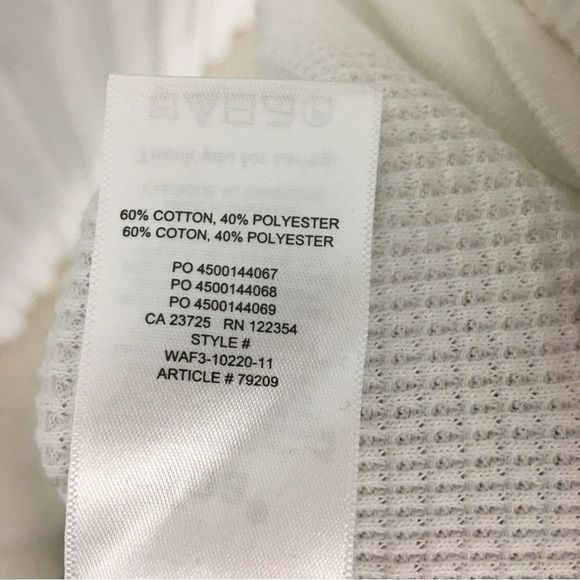 60% COTTON, 40% POLYESTER
60% COTON, 40% POLYESTER
PO 4500144067
PO 4500144068
PO 4500144069
CA 23725 RN 122354
STYLE #
WAF3-10220-11
ARTICLE # 79209